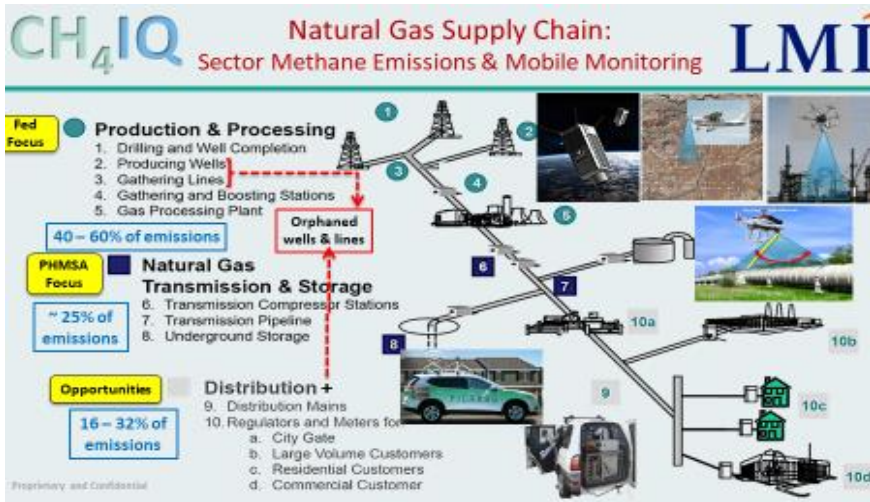 CH4IQ
Natural Gas Supply Chain:
Sector Methane Emissions & Mobile Monitoring
LMI
Fed
Focus
Production & Processing
1. Drilling and Well Completion
2. Producing Wells
3. Gathering Lines
4. Gathering and Boosting Stations
5. Gas Processing Plant
40 – 60% of emissions
Orphaned
wells & lines
PHMSA
Focus
Natural Gas
Transmission & Storage
6. Transmission Compressor Stations
7. Transmission Pipeline
8. Underground Storage
~ 25% of
emissions
Opportunities
Distribution +
9. Distribution Mains
10. Regulators and Meters for
a. City Gate
b. Large Volume Customers
c. Residential Customers
d. Commercial Customer
16 – 32% of
emissions
Proprietary and Confidential
1
2
3
4
5
6
7
8
9
10a
10b
10c
10d
PICARRO